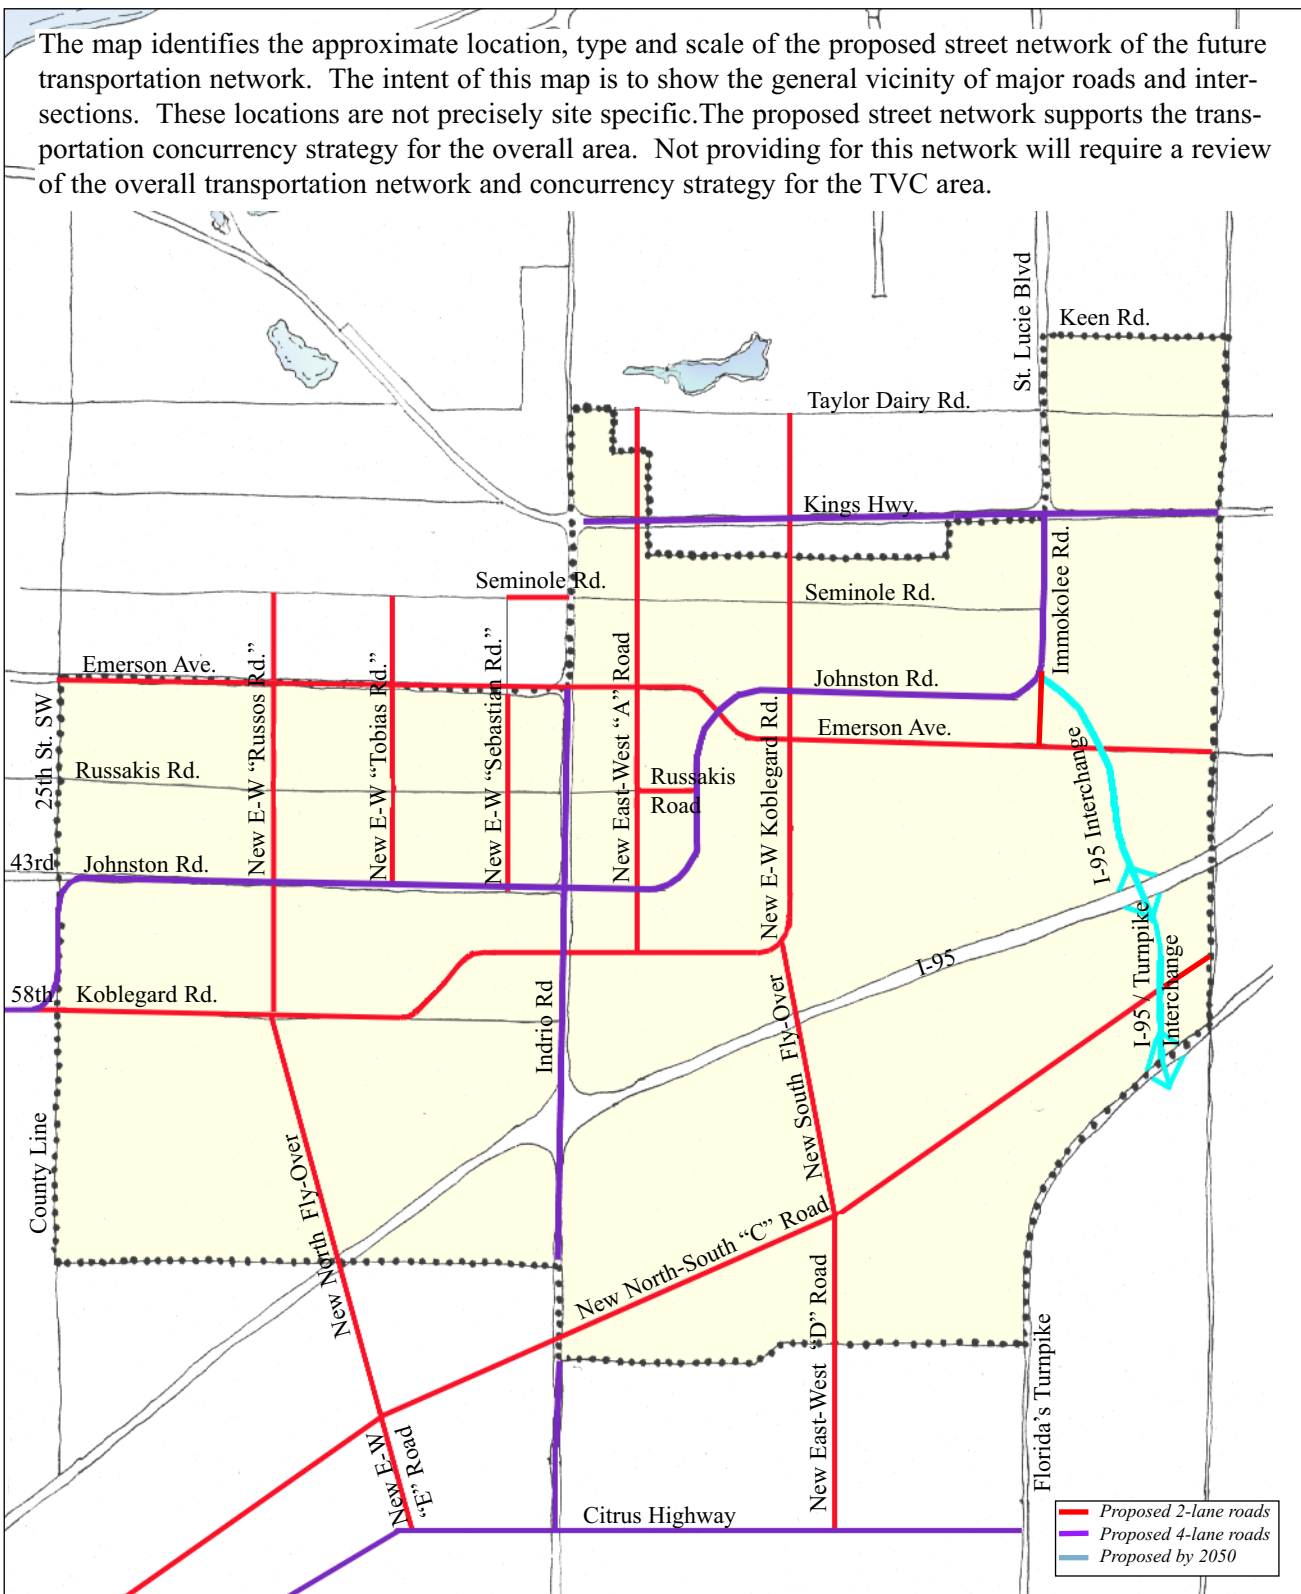 The map identifies the approximate location, type and scale of the proposed street network of the future
transportation network.  The intent of this map is to show the general vicinity of major roads and inter-
sections.  These locations are not precisely site specific.The proposed street network supports the trans-
portation concurrency strategy for the overall area.  Not providing for this network will require a review
of the overall transportation network and concurrency strategy for the TVC area.
St. Lucie Blvd
Keen Rd.
Taylor Dairy Rd.
Kings Hwy.
Immokolee Rd.
Seminole Rd.
Seminole Rd.
Emerson Ave.
New E-W “Russos Rd.”
New E-W “Tobias Rd.”
New E-W “Sebastian Rd.”
New East-West “A” Road
Johnston Rd.
New E-W Koblegard Rd.
Emerson Ave.
25th St. SW
Russakis Rd.
Russakis
Road
I-95 Interchange
43rd
Johnston Rd.
I-95 / Turnpike
Interchange
I-95
58th
Koblegard Rd.
Indrio Rd
New South  Fly-Over
County Line
New North  Fly-Over
New North-South “C” Road
New East-West  “D” Road
Florida’s Turnpike
New E-W
“E” Road
Citrus Highway
Proposed 2-lane roads
Proposed 4-lane roads
Proposed by 2050